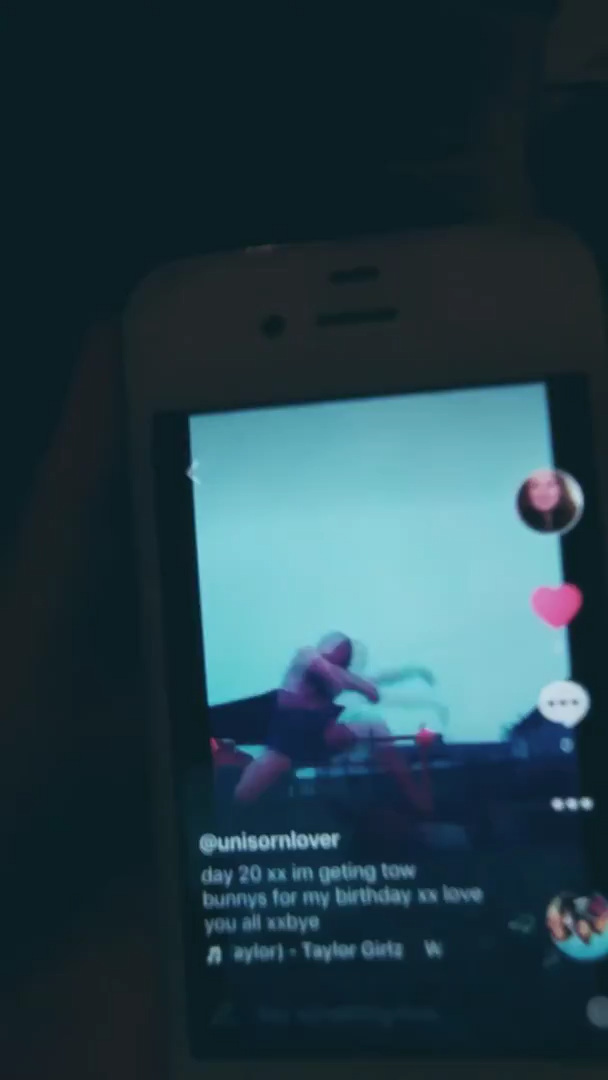 @unisornlover
day 20 xx im geting tow
bunnys for my birthday xx love
you all xxbye
aylor) - Taylor Girlz W